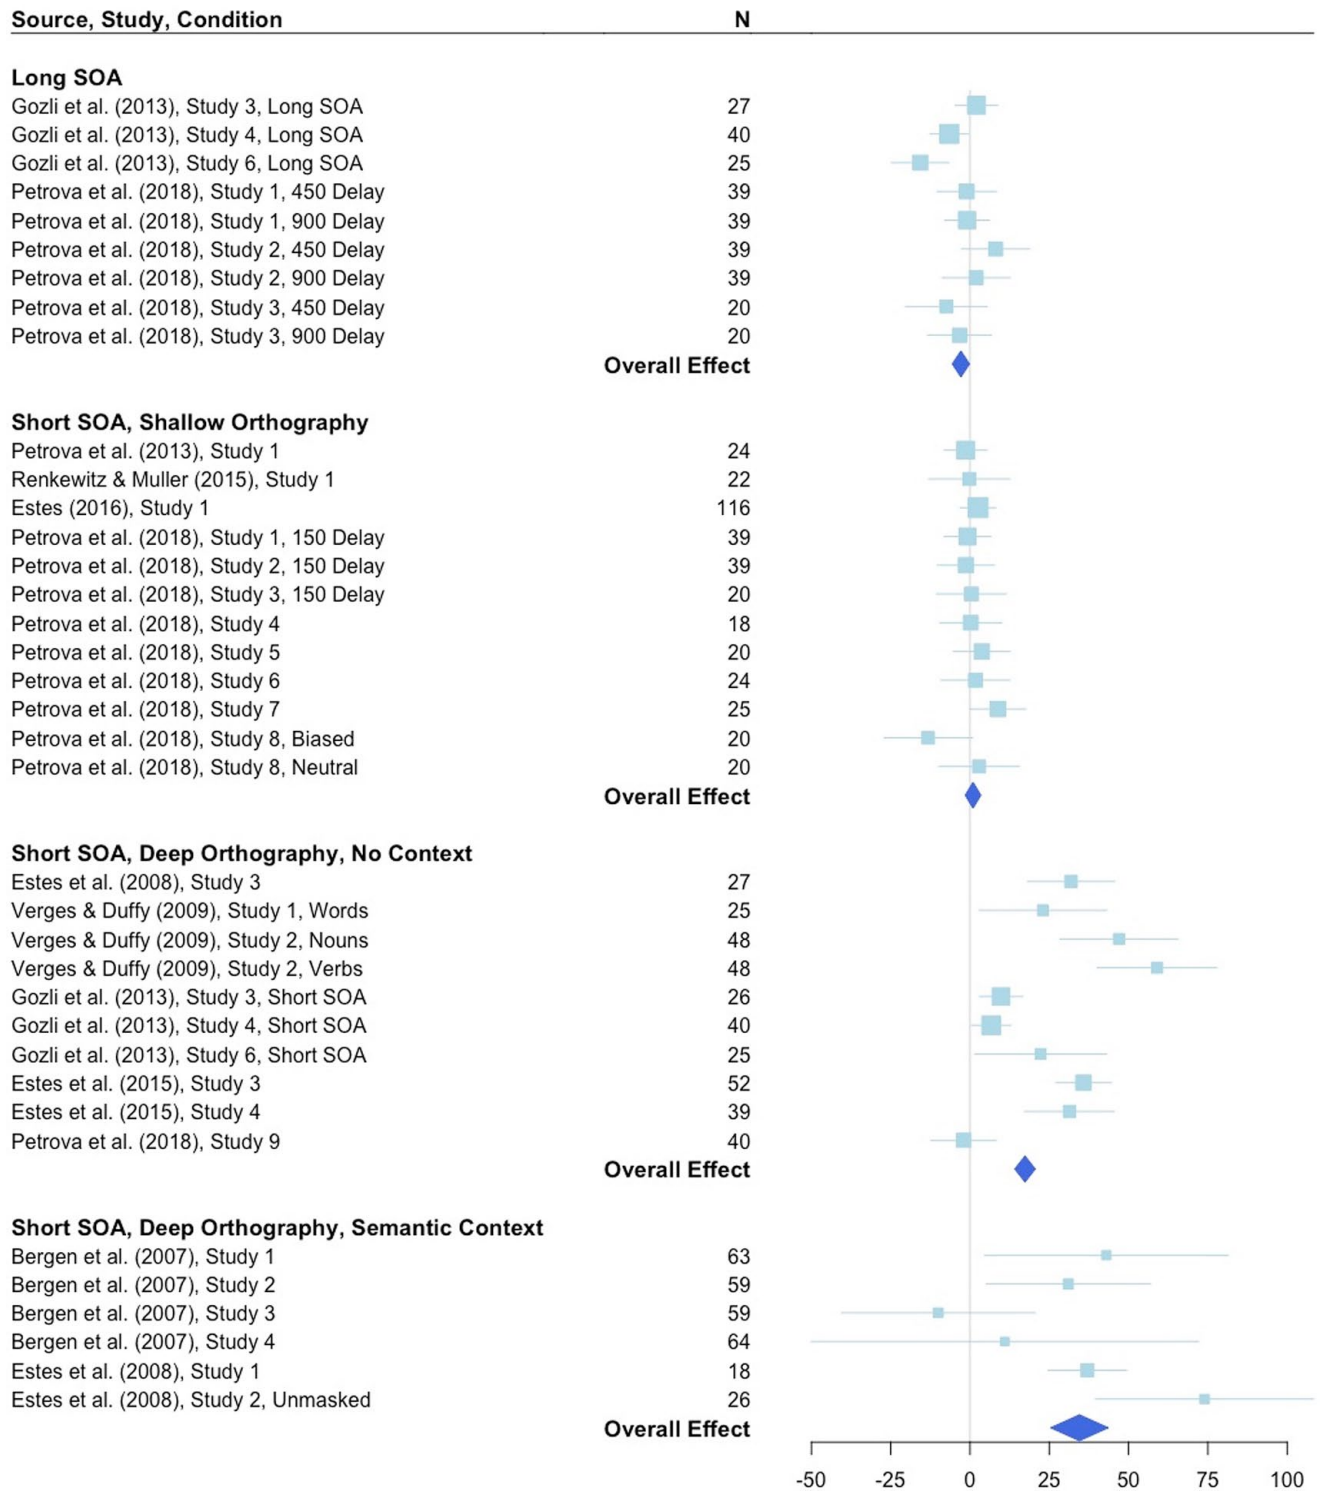 Source, Study, Condition N
Long SOA
Gozli et al. (2013), Study 3, Long SOA 27
Gozli et al. (2013), Study 4, Long SOA 40
Gozli et al. (2013), Study 6, Long SOA 25
Petrova et al. (2018), Study 1, 450 Delay 39
Petrova et al. (2018), Study 1, 900 Delay 39
Petrova et al. (2018), Study 2, 450 Delay 39
Petrova et al. (2018), Study 2, 900 Delay 39
Petrova et al. (2018), Study 3, 450 Delay 20
Petrova et al. (2018), Study 3, 900 Delay 20
Overall Effect
Short SOA, Shallow Orthography
Petrova et al. (2013), Study 1 24
Renkewitz & Muller (2015), Study 1 22
Estes (2016), Study 1 116
Petrova et al. (2018), Study 1, 150 Delay 39
Petrova et al. (2018), Study 2, 150 Delay 39
Petrova et al. (2018), Study 3, 150 Delay 20
Petrova et al. (2018), Study 4 18
Petrova et al. (2018), Study 5 20
Petrova et al. (2018), Study 6 24
Petrova et al. (2018), Study 7 25
Petrova et al. (2018), Study 8, Biased 20
Petrova et al. (2018), Study 8, Neutral 20
Overall Effect
Short SOA, Deep Orthography, No Context
Estes et al. (2008), Study 3 27
Verges & Duffy (2009), Study 1, Words 25
Verges & Duffy (2009), Study 2, Nouns 48
Verges & Duffy (2009), Study 2, Verbs 48
Gozli et al. (2013), Study 3, Short SOA 26
Gozli et al. (2013), Study 4, Short SOA 40
Gozli et al. (2013), Study 6, Short SOA 25
Estes et al. (2015), Study 3 52
Estes et al. (2015), Study 4 39
Petrova et al. (2018), Study 9 40
Overall Effect
Short SOA, Deep Orthography, Semantic Context
Bergen et al. (2007), Study 1 63
Bergen et al. (2007), Study 2 59
Bergen et al. (2007), Study 3 59
Bergen et al. (2007), Study 4 64
Estes et al. (2008), Study 1 18
Estes et al. (2008), Study 2, Unmasked 26
Overall Effect
-50 -25 0 25 50 75 100